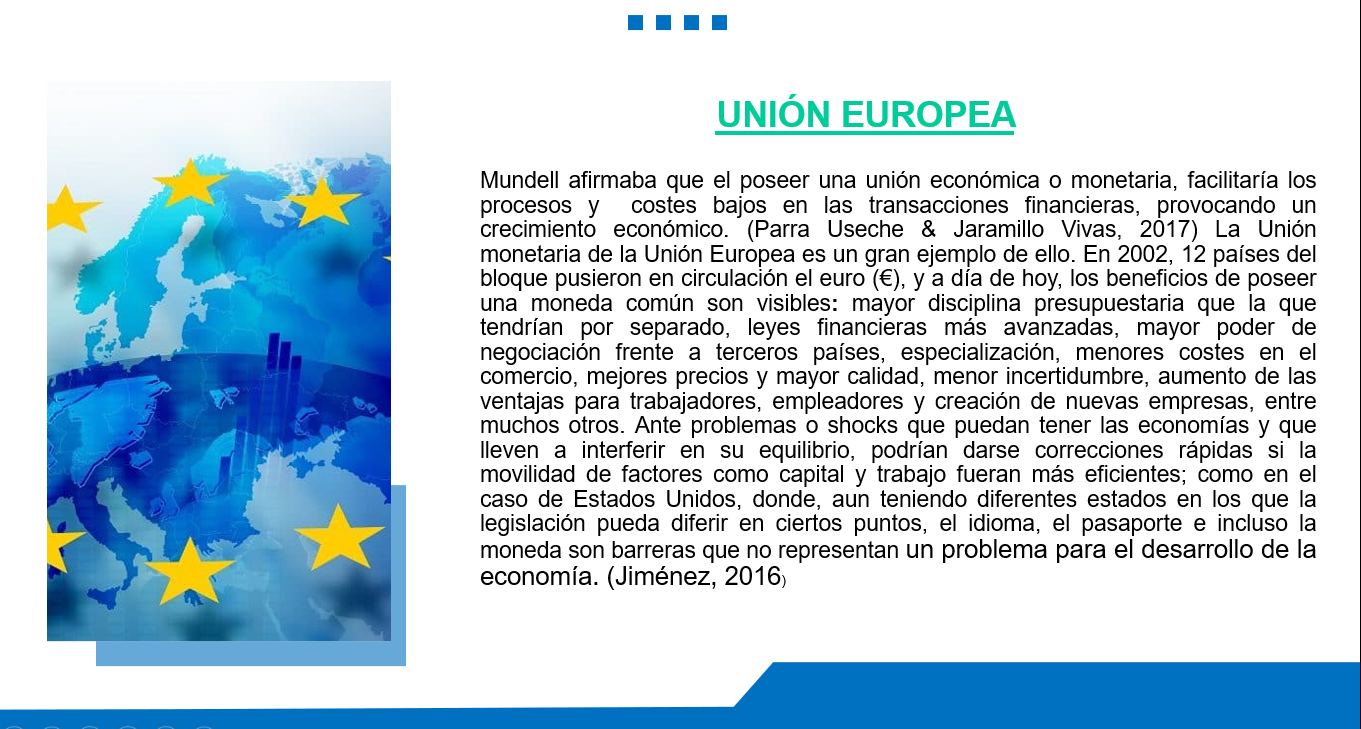 UNIÓN EUROPEA
Mundell afirmaba que el poseer una unión económica o monetaria, facilitaría los
procesos y costes bajos en las transacciones financieras, provocando un
crecimiento económico. (Parra Useche & Jaramillo Vivas, 2017) La Unión
monetaria de la Unión Europea es un gran ejemplo de ello. En 2002, 12 países del
bloque pusieron en circulación el euro (€), y a día de hoy, los beneficios de poseer
una moneda común son visibles: mayor disciplina presupuestaria que la que
tendrían por separado, leyes financieras más avanzadas, mayor poder de
negociación frente a terceros países, especialización, menores costes en el
comercio, mejores precios y mayor calidad, menor incertidumbre, aumento de las
ventajas para trabajadores, empleadores y creación de nuevas empresas, entre
muchos otros. Ante problemas o shocks que puedan tener las economías y que
lleven a interferir en su equilibrio, podrían darse correcciones rápidas si la
movilidad de factores como capital y trabajo fueran más eficientes; como en el
caso de Estados Unidos, donde, aun teniendo diferentes estados en los que la
legislación pueda diferir en ciertos puntos, el idioma, el pasaporte e incluso la
moneda son barreras que no representan un problema para el desarrollo de la
economía. (Jiménez, 2016)